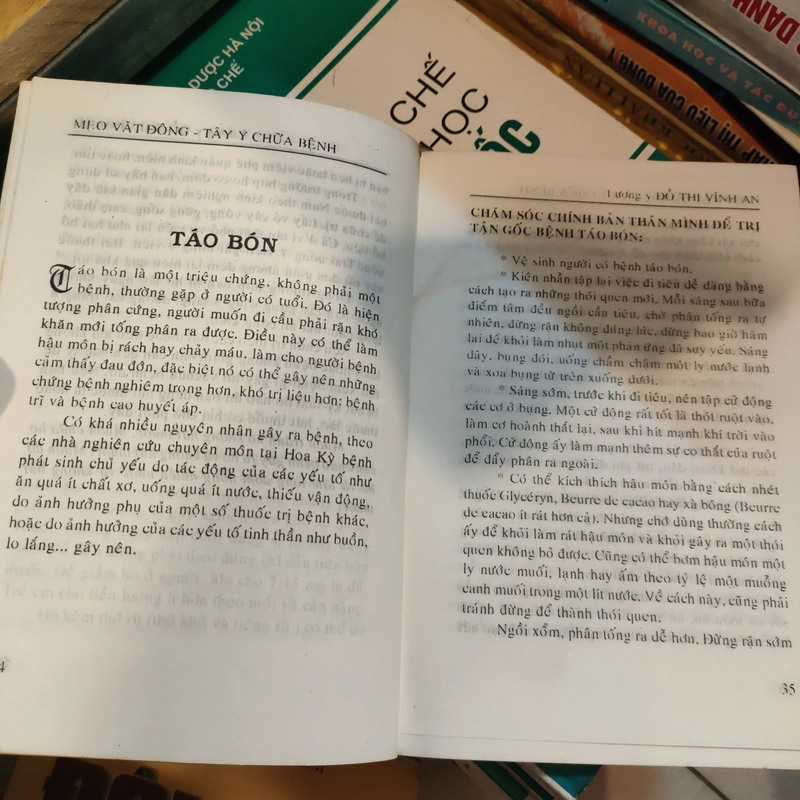 DƯỢC HÀ NỘI
CHẾ
CHẾ
HỌC
KHOA HỌC VÀ TÁC DỤ
TRỊ LIỆU CỦA ĐÔNG Y
MẸO VẶT ĐÔNG - TÂY Y CHỮA BỆNH
TÁO BÓN
Táo bón là một triệu chứng, không phải một
bệnh, thường gặp ở người có tuổi. Đó là hiện
tượng phân cứng, người muốn đi cầu phải rặn khó
khăn mới tống phân ra được. Điều này có thể làm
hậu môn bị rách hay chảy máu. làm cho người bệnh
cảm thấy đau đớn, đặc biệt nó có thể gây nên những
chứng bệnh nghiêm trọng hơn, khó trị liệu hơn; bệnh
trĩ và bệnh cao huyết áp.
Có khá nhiều nguyên nhân gây ra bệnh, theo
các nhà nghiên cứu chuyên môn tại Hoa Kỳ bệnh
phát sinh chủ yếu do tác động của các yếu tố như
ăn quá ít chất xơ, uống quá ít nước, thiếu vận động,
do ảnh hưởng phụ của một số thuốc trị bệnh khác,
hoặc do ảnh hưởng của các yếu tố tinh thần như buồn,
lo lắng... gây nên.
4
Lương y ĐỖ THỊ VĨNH AN
CHĂM SÓC CHÍNH BẢN THÂN MÌNH ĐỂ TRỊ
TẬN GỐC BỆNH TÁO BÓN:
* Vệ sinh người có bệnh táo bón.
* Kiên nhẫn tập lại việc đi tiêu dễ dàng bằng
cách tạo ra những thói quen mới. Mỗi sáng sau bữa
điểm tâm đều ngồi cầu tiêu, chờ phân tống ra tự
nhiên, đừng rặn không đúng lúc, đừng bao giờ hãm
lại để khỏi làm nhụt một phản ứng đã suy yếu. Sáng
dậy, bụng đói, uống chầm chậm một ly nước lạnh
và xoa bụng từ trên xuống dưới.
* Sáng sớm, trước khi đi tiêu, nên tập cử động
các cơ ở bụng. Một cử động rất tốt là thót ruột vào,
làm cơ hoành thắt lại, sau khi hít mạnh khí trời vào
phổi. Cử động ấy làm mạnh thêm sự co thắt của ruột
để đẩy phân ra ngoài.
* Có thể kích thích hậu môn bằng cách nhét
thuốc Glycéryn, Beurre de cacao hay xà bông (Beurre
de cacao ít rát hơn cả). Nhưng chớ dùng thường cách
ấy để khỏi làm rát hậu môn và khỏi gây ra một thói
quen không bỏ được. Cũng có thể bơm hậu môn một
ly nước muối, lạnh hay ấm theo tỷ lệ một muỗng
canh muối trong một lít nước. Về cách này, cũng phải
tránh đừng để thành thói quen.
Ngồi xổm, phân tống ra dễ hơn. Đừng rặn sớm
35